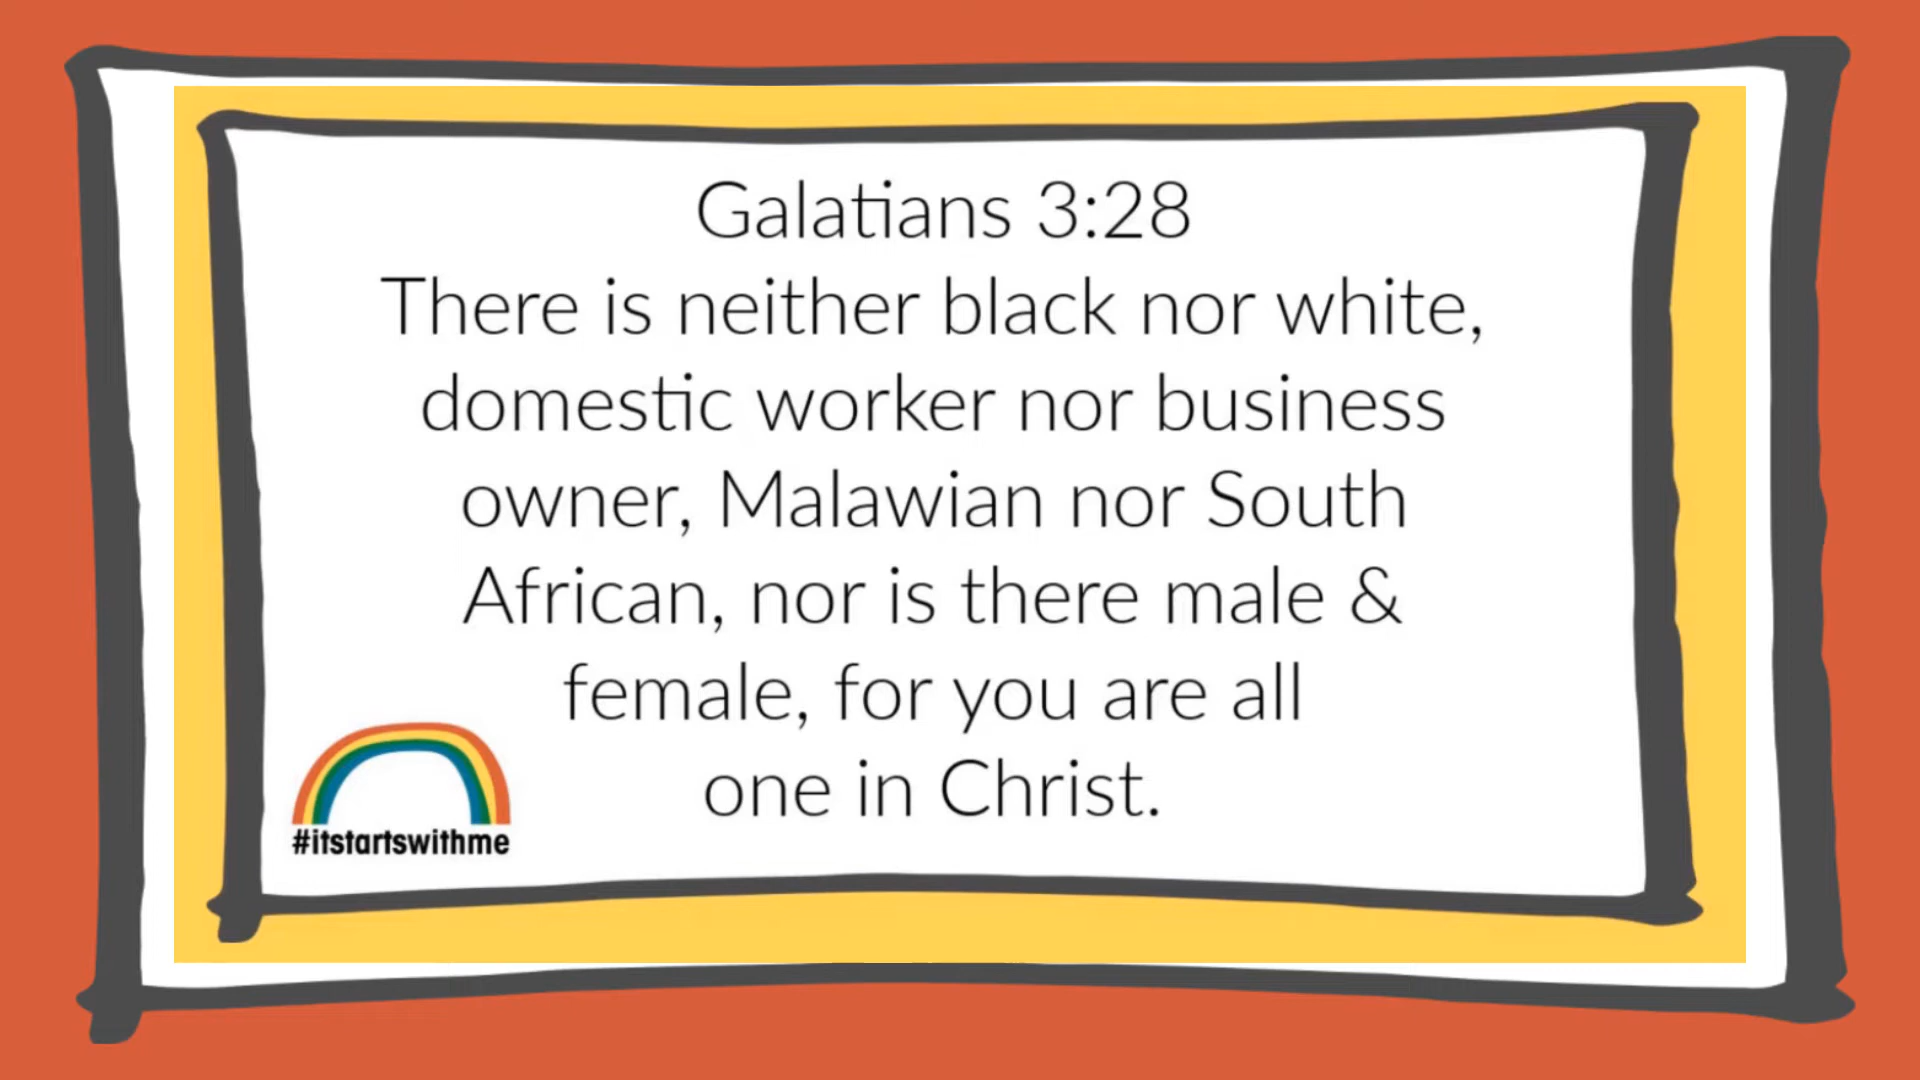 Galatians 3:28
There is neither black nor white,
domestic worker nor business
owner, Malawian nor South
African, nor is there male &
female, for you are all
one in Christ.
#itstartswithme